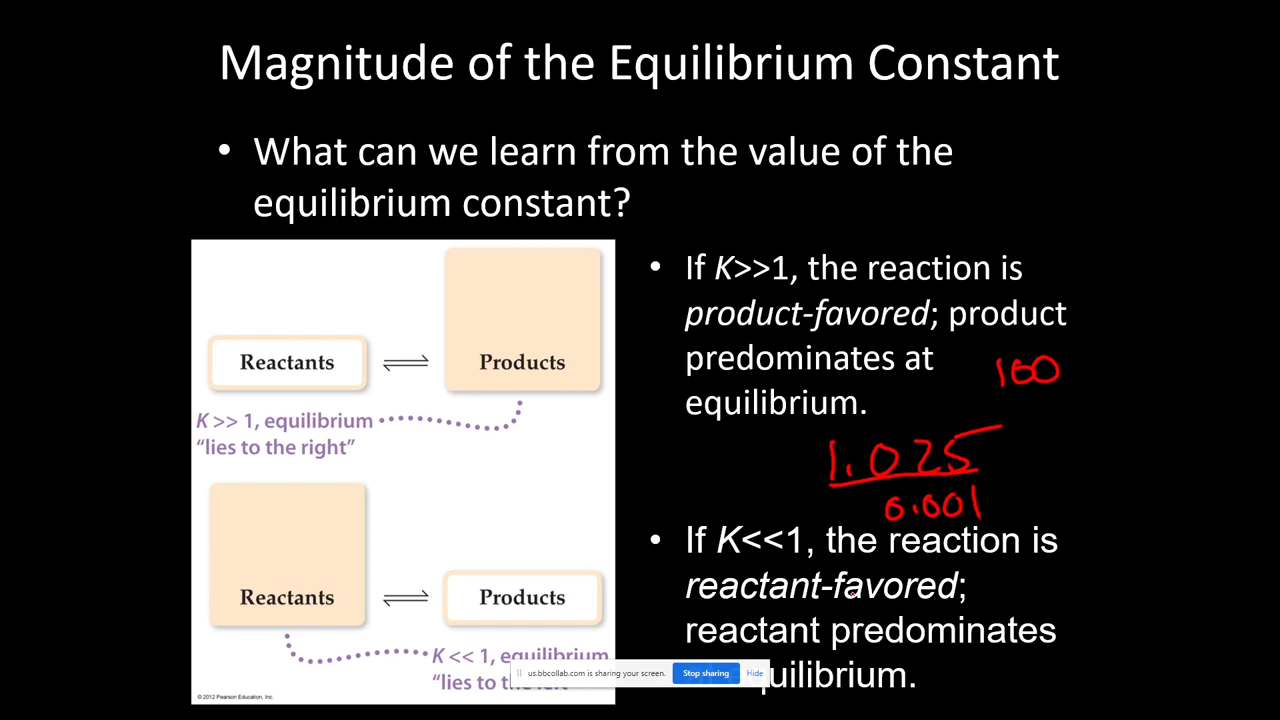 Magnitude of the Equilibrium Constant
• What can we learn from the value of the
equilibrium constant?
Reactants
Products
K >> 1, equilibrium
“lies to the right”
Reactants
Products
K << 1, equilibrium
“lies to the left
© 2012 Pearson Education, Inc.
• If K>>1, the reaction is
product-favored; product
predominates at
equilibrium.
100
1.025
0.001
• If K<<1, the reaction is
reactant-favored;
reactant predominates
equilibrium.
us.bbcollab.com is sharing your screen.
Stop sharing
Hide